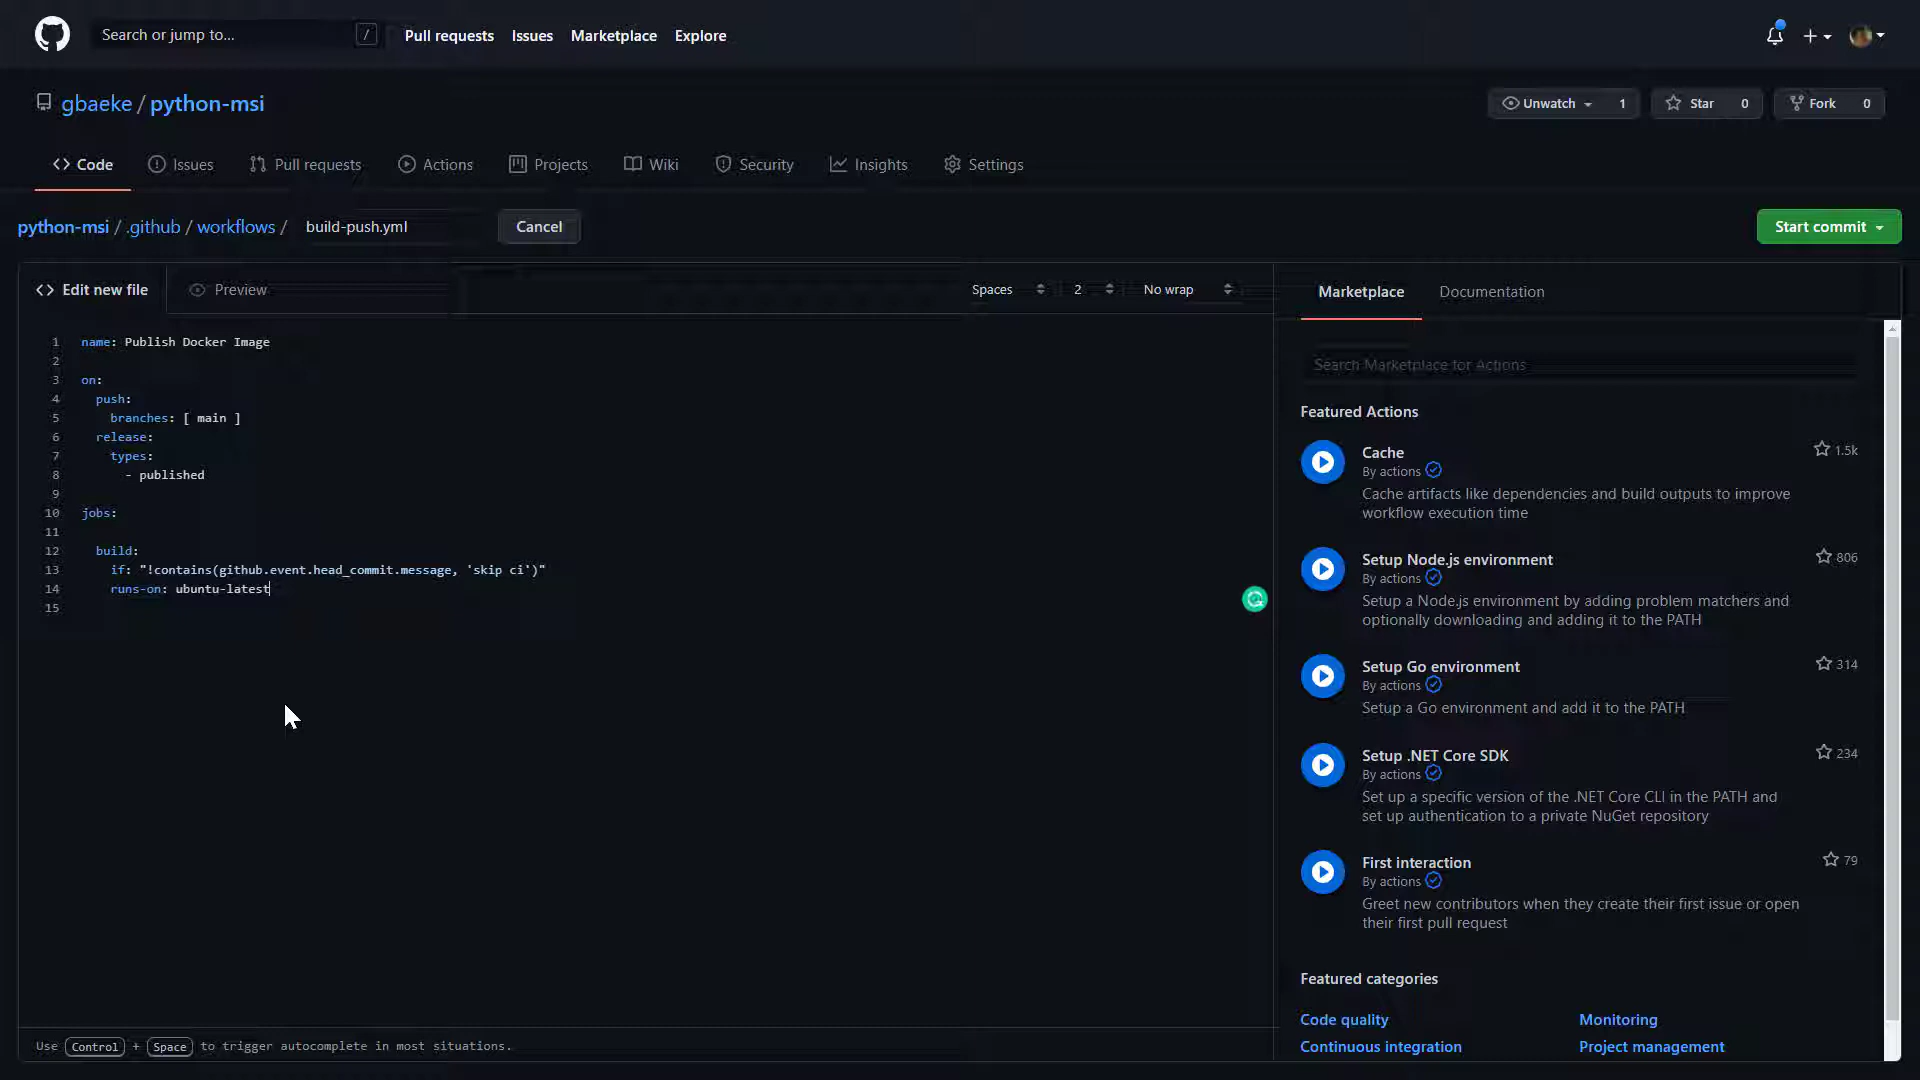 Search or jump to... /
Pull requests Issues Marketplace Explore
gbaeke / python-msi
Unwatch 1 Star 0 Fork 0
Code Issues Pull requests Actions Projects Wiki Security Insights Settings
python-msi / .github / workflows / build-push.yml Cancel Start commit
Edit new file Preview Spaces 2 No wrap
Marketplace Documentation
1 name: Publish Docker Image
2
3 on:
4 push:
5 branches: [ main ]
6 release:
7 types:
8 - published
9
10 jobs:
11
12 build:
13 if: "!contains(github.event.head_commit.message, 'skip ci')"
14 runs-on: ubuntu-latest
15
Use Control + Space to trigger autocomplete in most situations.
Search Marketplace for Actions
Featured Actions
Cache 1.5k
By actions
Cache artifacts like dependencies and build outputs to improve
workflow execution time
Setup Node.js environment 806
By actions
Setup a Node.js environment by adding problem matchers and
optionally downloading and adding it to the PATH
Setup Go environment 314
By actions
Setup a Go environment and add it to the PATH
Setup .NET Core SDK 234
By actions
Set up a specific version of the .NET Core CLI in the PATH and
set up authentication to a private NuGet repository
First interaction 79
By actions
Greet new contributors when they create their first issue or open
their first pull request
Featured categories
Code quality Monitoring
Continuous integration Project management